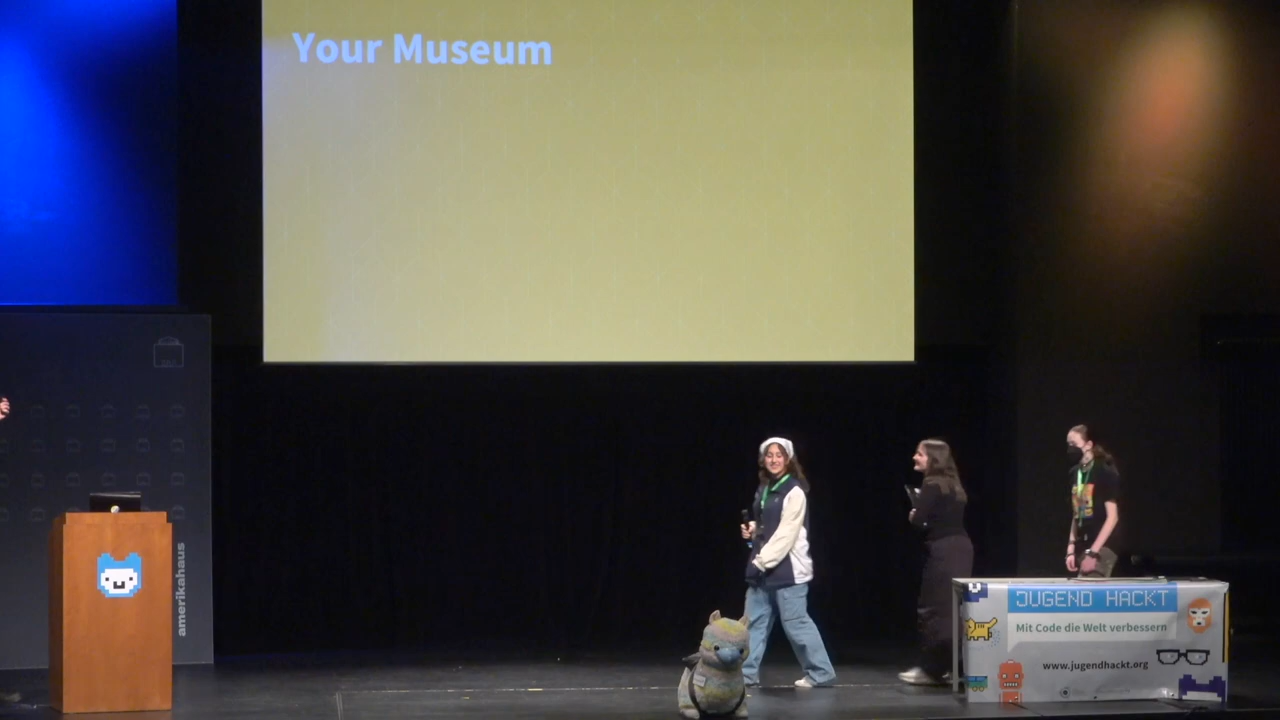 Your Museum
amerikahaus
JUGEND HACKT
Mit Code die Welt verbessern
www.jugendhackt.org